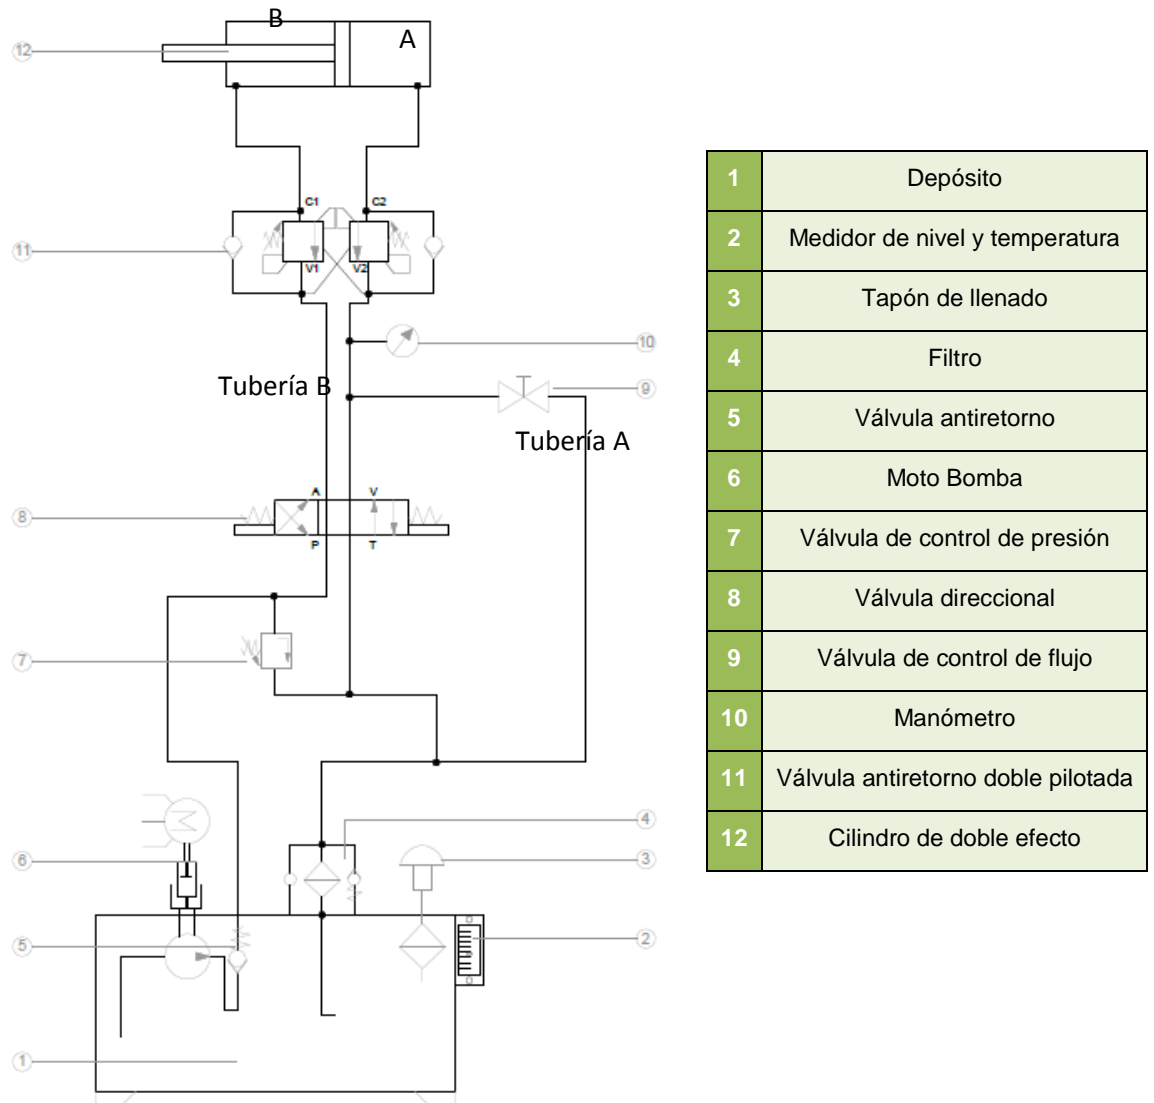 B
A
12
C1
C2
11
V1
V2
10
Tubería B
9
Tubería A
A
V
8
P
T
7
4
6
3
5
2
1
1 Depósito
2 Medidor de nivel y temperatura
3 Tapón de llenado
4 Filtro
5 Válvula antiretorno
6 Moto Bomba
7 Válvula de control de presión
8 Válvula direccional
9 Válvula de control de flujo
10 Manómetro
11 Válvula antiretorno doble pilotada
12 Cilindro de doble efecto